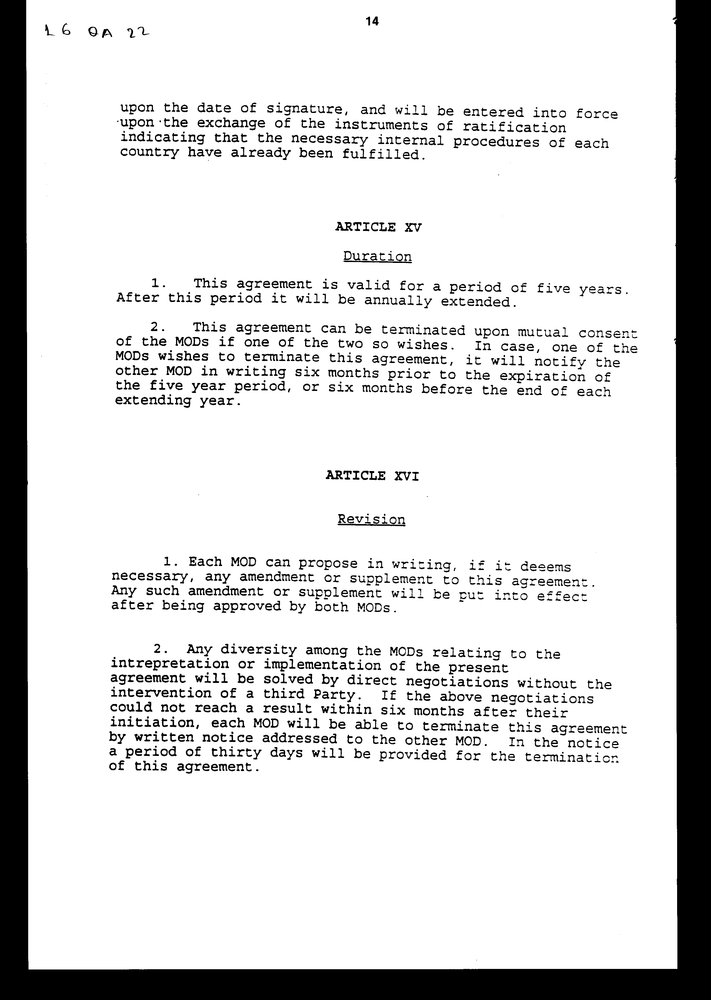 14
L6 QA 22
upon the date of signature, and will be entered into force
upon the exchange of the instruments of ratification
indicating that the necessary internal procedures of each
country have already been fulfilled.
ARTICLE XV
Duration
1. This agreement is valid for a period of five years.
After this period it will be annually extended.
2. This agreement can be terminated upon mutual consent
of the MODs if one of the two so wishes. In case, one of the
MODs wishes to terminate this agreement, it will notify the
other MOD in writing six months prior to the expiration of
the five year period, or six months before the end of each
extending year.
ARTICLE XVI
Revision
1. Each MOD can propose in writing, if it deeems
necessary, any amendment or supplement to this agreement.
Any such amendment or supplement will be put into effect
after being approved by both MODs.
2. Any diversity among the MODs relating to the
intrepretation or implementation of the present
agreement will be solved by direct negotiations without the
intervention of a third Party. If the above negotiations
could not reach a result within six months after their
initiation, each MOD will be able to terminate this agreement
by written notice addressed to the other MOD. In the notice
a period of thirty days will be provided for the termination
of this agreement.